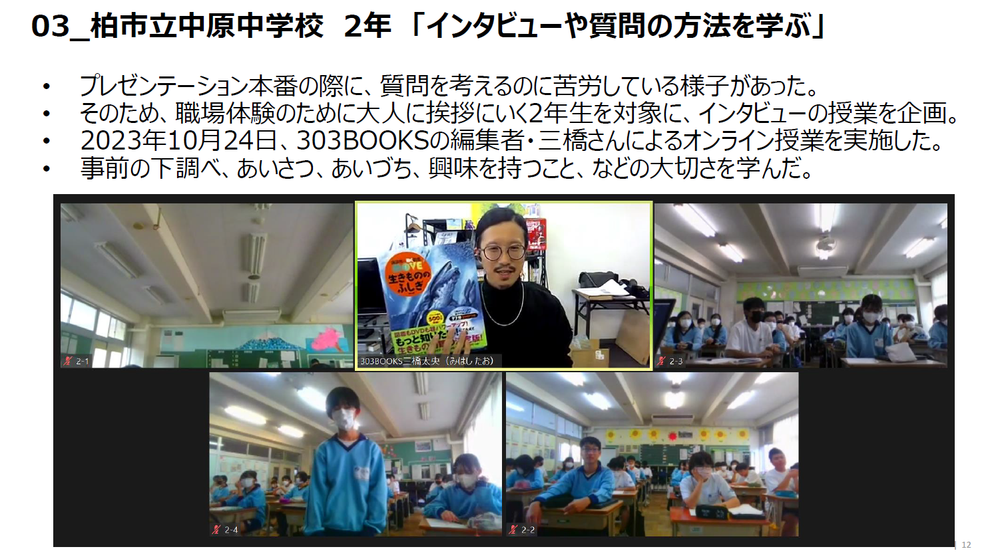 03_柏市立中原中学校 2年 「インタビューや質問の方法を学ぶ」
• プレゼンテーション本番の際に、質問を考えるのに苦労している様子があった。
• そのため、職場体験のために大人に挨拶にいく2年生を対象に、インタビューの授業を企画。
• 2023年10月24日、303BOOKSの編集者・三橋さんによるオンライン授業を実施した。
• 事前の下調べ、あいさつ、あいづち、興味を持つこと、などの大切さを学んだ。
MOVE
生きものの
ふしぎ
もっと知りた
生きもの
2-1
303BOOKS三橋太央（みはし たお）
2-3
2-4
2-2
12